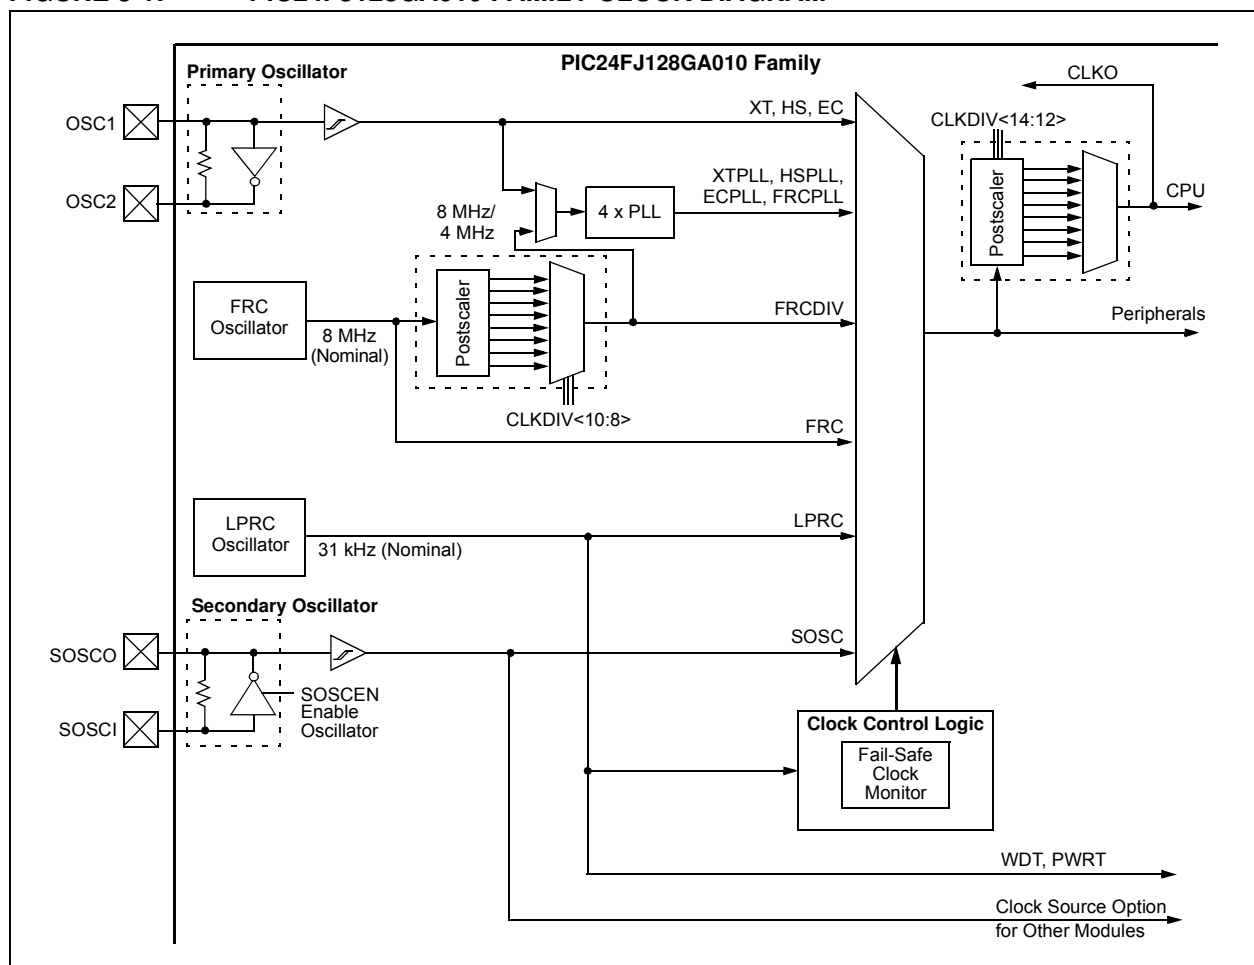 PIC24FJ128GA010 Family
Primary Oscillator
CLKO
XT, HS, EC
OSC1
CLKDIV<14:12>
XTPLL, HSPLL,
ECPLL, FRCPLL
CPU
OSC2
8 MHz/
4 MHz
4 x PLL
Postscaler
FRC
Oscillator
8 MHz
(Nominal)
Postscaler
FRCDIV
Peripherals
CLKDIV<10:8>
FRC
LPRC
Oscillator
31 kHz (Nominal)
LPRC
Secondary Oscillator
SOSCO
SOSC
SOSCEN
Enable
Oscillator
SOSCI
Clock Control Logic
Fail-Safe
Clock
Monitor
WDT, PWRT
Clock Source Option
for Other Modules